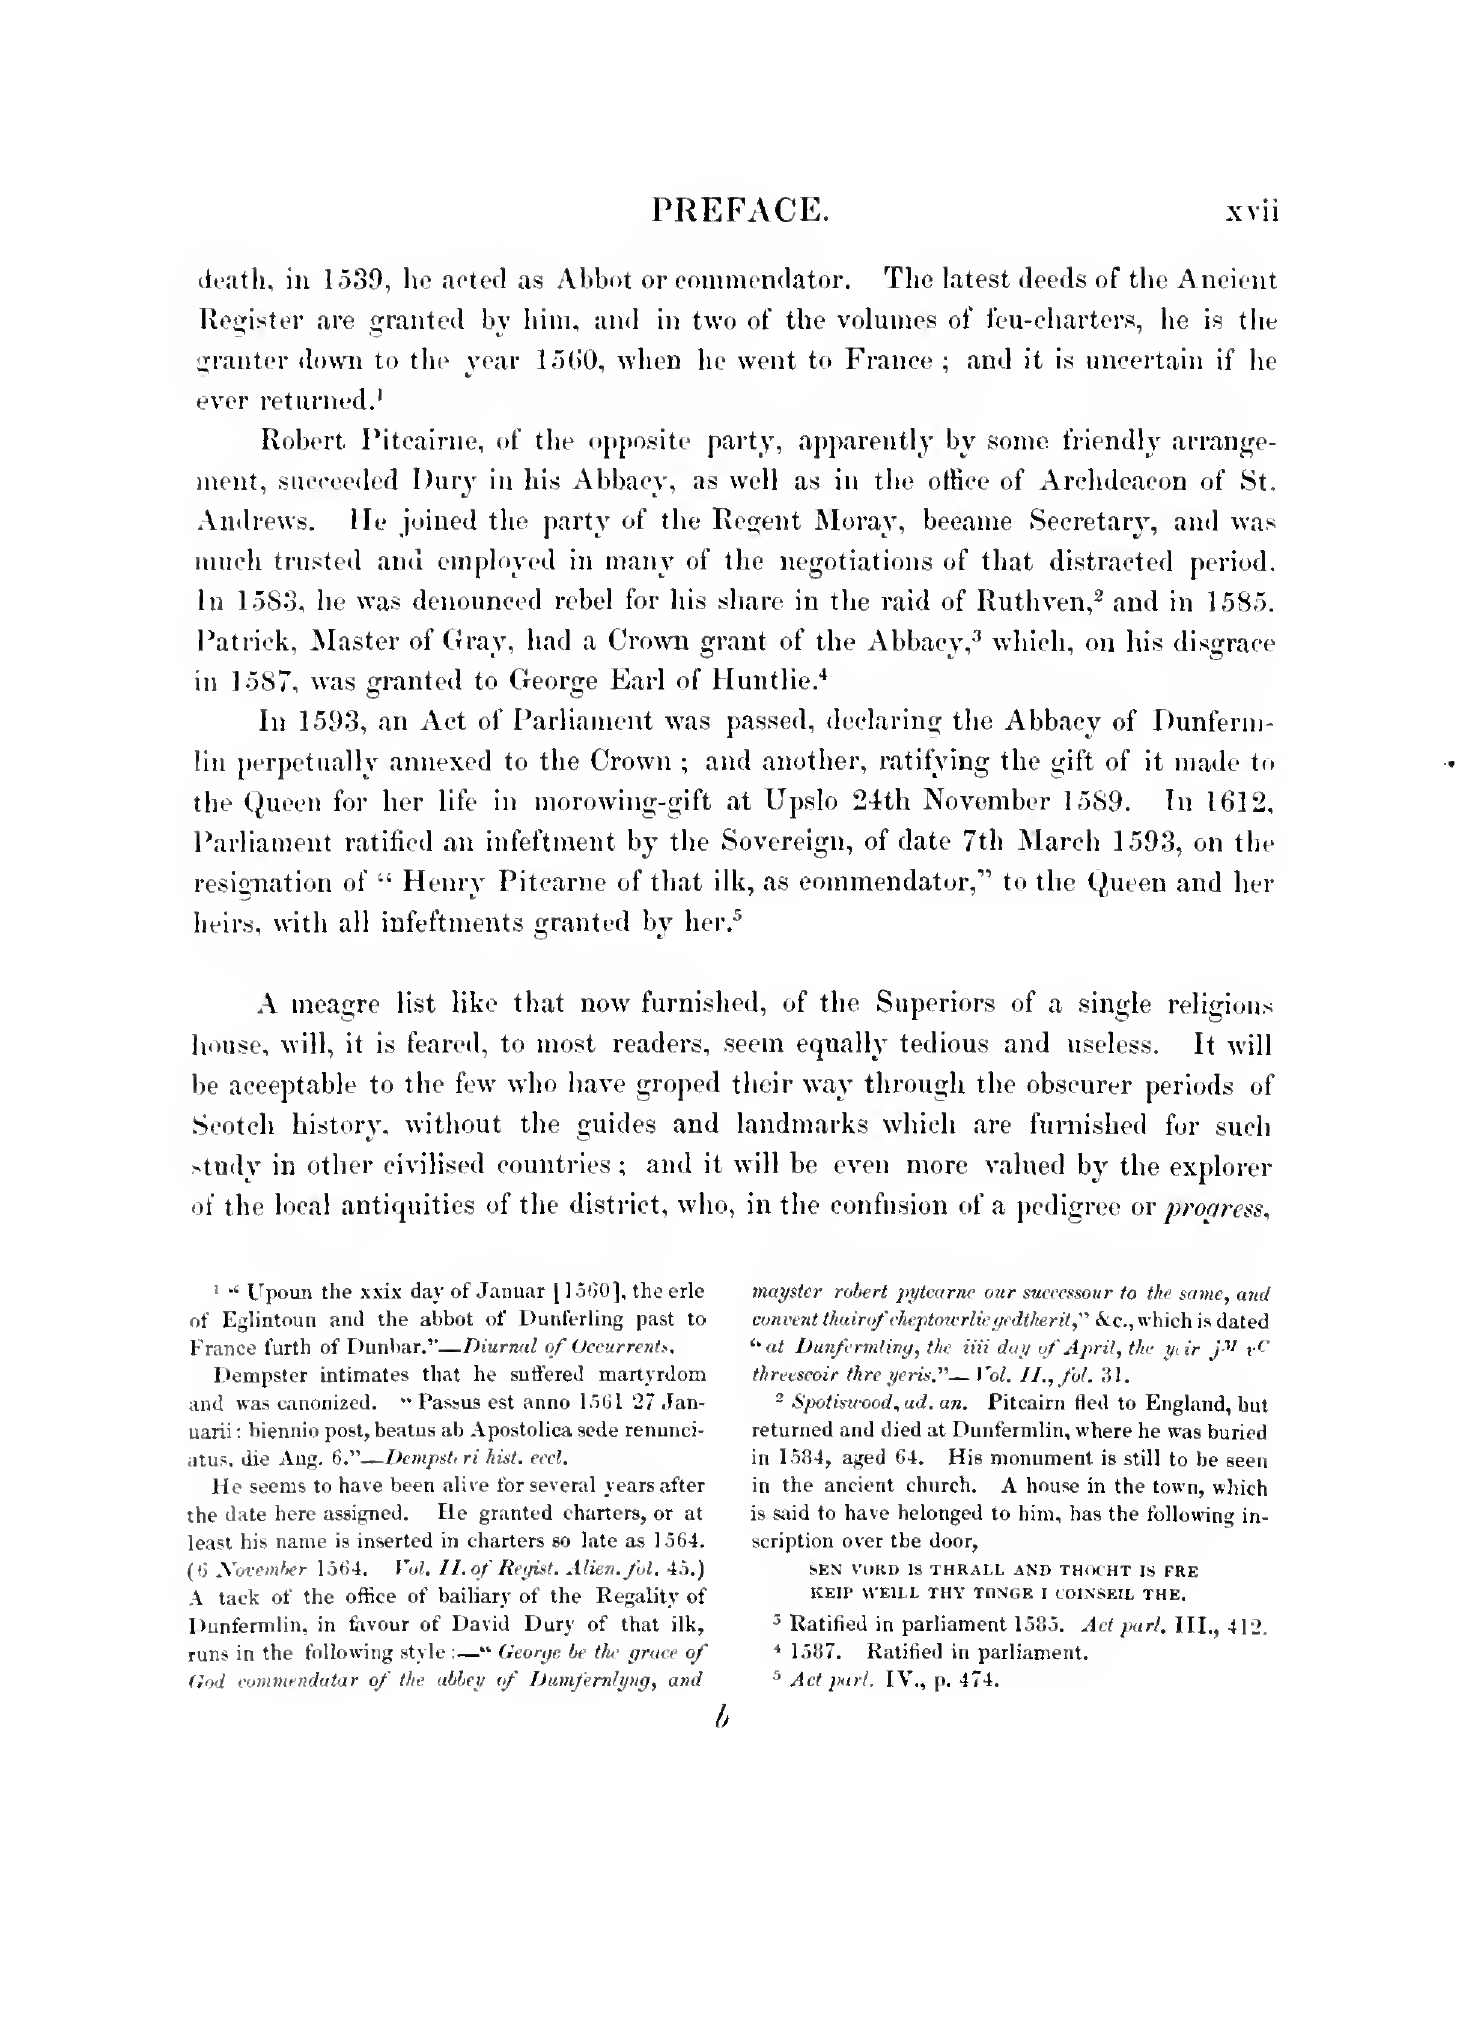 PREFACE. xvii
death, in 1539, he acted as Abbot or commendator. The latest deeds of the Ancient
Register are granted by him, and in two of the volumes of feu-charters, he is the
granter down to the year 1560, when he went to France ; and it is uncertain if he
ever returned.¹
Robert Pitcairne, of the opposite party, apparently by some friendly arrange-
ment, succeeded Dury in his Abbacy, as well as in the office of Archdeacon of St.
Andrews. He joined the party of the Regent Moray, became Secretary, and was
much trusted and employed in many of the negotiations of that distracted period.
In 1583, he was denounced rebel for his share in the raid of Ruthven,² and in 1585.
Patrick, Master of Gray, had a Crown grant of the Abbacy,³ which, on his disgrace
in 1587, was granted to George Earl of Huntlie.⁴
In 1593, an Act of Parliament was passed, declaring the Abbacy of Dunferm-
lin perpetually annexed to the Crown ; and another, ratifying the gift of it made to
the Queen for her life in morowing-gift at Upslo 24th November 1589. In 1612,
Parliament ratified an infeftment by the Sovereign, of date 7th March 1593, on the
resignation of “ Henry Pitcarne of that ilk, as commendator,” to the Queen and her
heirs, with all infeftments granted by her.⁵
A meagre list like that now furnished, of the Superiors of a single religious
house, will, it is feared, to most readers, seem equally tedious and useless. It will
be acceptable to the few who have groped their way through the obscurer periods of
Scotch history, without the guides and landmarks which are furnished for such
study in other civilised countries ; and it will be even more valued by the explorer
of the local antiquities of the district, who, in the confusion of a pedigree or progress,
¹ “ Upoun the xxix day of Januar [1560], the erle
of Eglintoun and the abbot of Dunferling past to
France furth of Dunbar.”—Diurnal of Occurrents.
Dempster intimates that he suffered martyrdom
and was canonized. “ Passus est anno 1561 27 Jan-
uarii : biennio post, beatus ab Apostolica sede renunci-
atus, die Aug. 6.”—Dempsteri hist. eccl.
He seems to have been alive for several years after
the date here assigned. He granted charters, or at
least his name is inserted in charters so late as 1564.
(6 November 1564. Vol. II. of Regist. Alien. fol. 45.)
A tack of the office of bailiary of the Regality of
Dunfermlin, in favour of David Dury of that ilk,
runs in the following style :—“ George be the grace of
God commendatar of the abbey of Dumfernlyng, and
mayster robert pytcarne our successour to the same, and
convent thairof cheptowrlie gedtherit,” &c., which is dated
“at Dunfermling, the iiii day of April, the yeir jM vC
threescoir thre yeris.”—Vol. II., fol. 31.
² Spotiswood, ad. an. Pitcairn fled to England, but
returned and died at Dunfermlin, where he was buried
in 1584, aged 64. His monument is still to be seen
in the ancient church. A house in the town, which
is said to have belonged to him, has the following in-
scription over the door,
SEN VORD IS THRALL AND THOCHT IS FRE
KEIP WEILL THY TONGE I COINSEIL THE.
³ Ratified in parliament 1585. Act parl. III., 412.
⁴ 1587. Ratified in parliament.
⁵ Act parl. IV., p. 474.
b